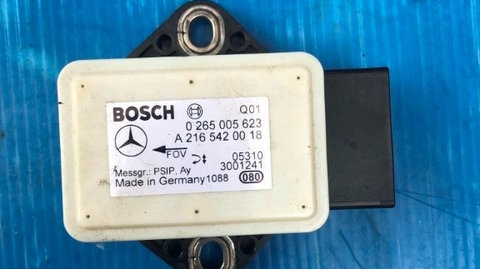 BOSCH Q01
0 265 005 623
A 216 542 00 18
FOV 05310
3001241
Messgr.: PSIP, Ay
Made in Germany 1088 080